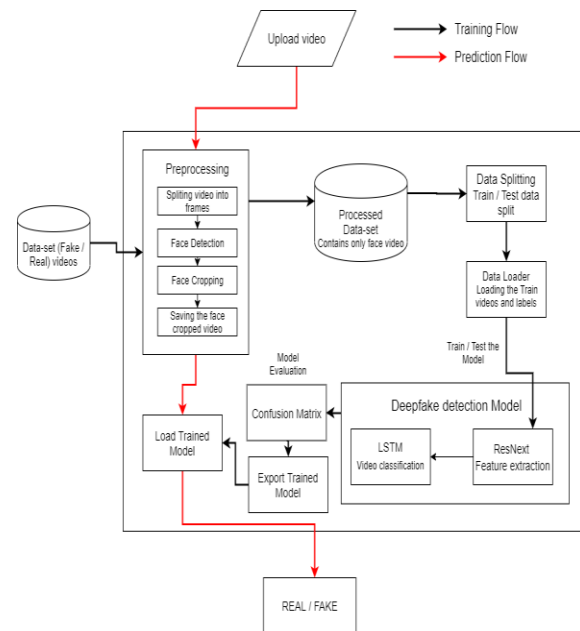 Upload video
Training Flow
Prediction Flow
Preprocessing
Spliting video into
frames
Face Detection
Face Cropping
Saving the face
cropped video
Data-set (Fake /
Real) videos
Processed
Data-set
Contains only face video
Data Splitting
Train / Test data
split
Data Loader
Loading the Train
videos and labels
Train / Test the
Model
Model
Evaluation
Confusion Matrix
Export Trained
Model
Load Trained
Model
Deepfake detection Model
LSTM
Video classification
ResNext
Feature extraction
REAL / FAKE